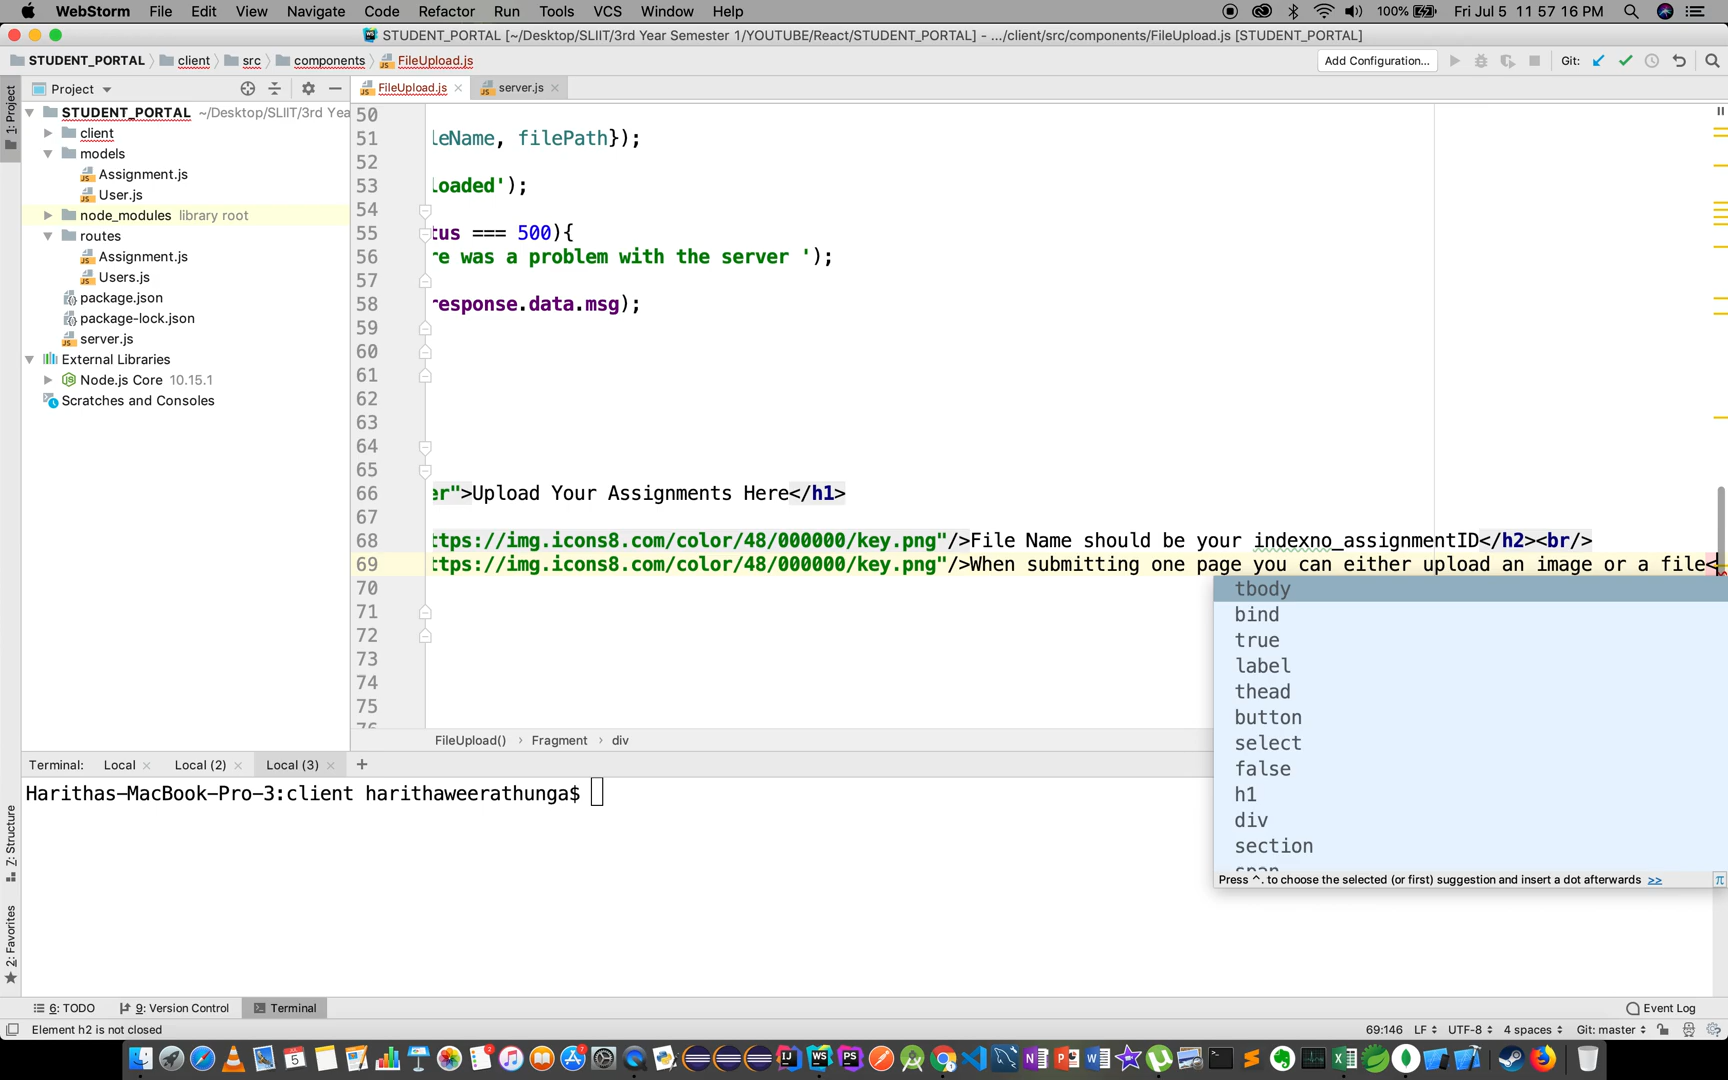 WebStorm File Edit View Navigate Code Refactor Run Tools VCS Window Help 100% Fri Jul 5 11 57 16 PM
STUDENT_PORTAL [~/Desktop/SLIIT/3rd Year Semester 1/YOUTUBE/React/STUDENT_PORTAL] - .../client/src/components/FileUpload.js [STUDENT_PORTAL]
STUDENT_PORTAL client src components FileUpload.js Add Configuration... Git:
1: Project
Project
FileUpload.js server.js
STUDENT_PORTAL ~/Desktop/SLIIT/3rd Yea
client
models
Assignment.js
User.js
node_modules library root
routes
Assignment.js
Users.js
package.json
package-lock.json
server.js
External Libraries
Node.js Core 10.15.1
Scratches and Consoles
50
51 leName, filePath});
52
53 loaded');
54
55 tus === 500){
56 re was a problem with the server ');
57
58 response.data.msg);
59
60
61
62
63
64
65
66 er">Upload Your Assignments Here</h1>
67
68 ttps://img.icons8.com/color/48/000000/key.png"/>File Name should be your indexno_assignmentID</h2><br/>
69 ttps://img.icons8.com/color/48/000000/key.png"/>When submitting one page you can either upload an image or a file<
70
71
72
73
74
75
76
tbody
bind
true
label
thead
button
select
false
h1
div
section
span
Press ^. to choose the selected (or first) suggestion and insert a dot afterwards >>
π
FileUpload() › Fragment › div
Terminal: Local Local (2) Local (3) +
Harithas-MacBook-Pro-3:client harithaweerathunga$
Z: Structure
2: Favorites
6: TODO 9: Version Control Terminal Event Log
Element h2 is not closed 69:146 LF UTF-8 4 spaces Git: master